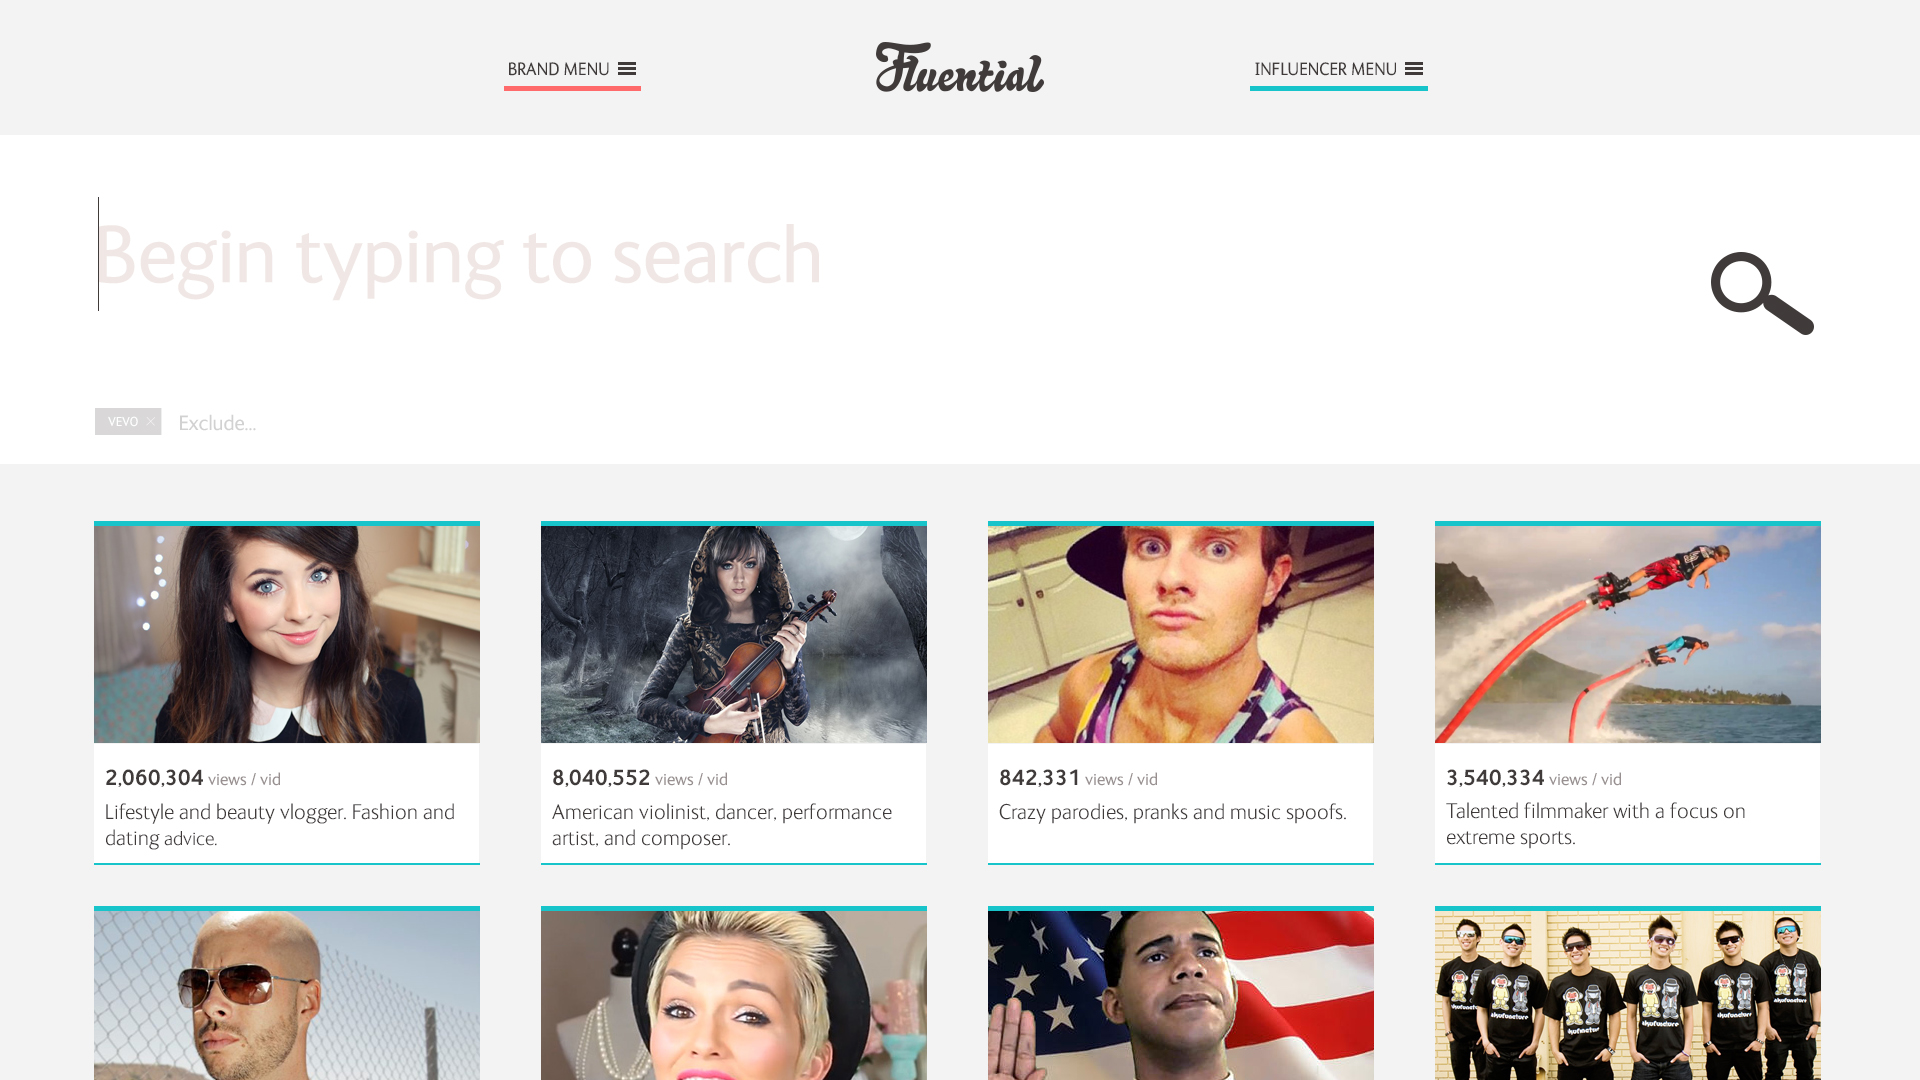 BRAND MENU
Fluential
INFLUENCER MENU
Begin typing to search
VEVO ×
Exclude...
2,060,304 views / vid
Lifestyle and beauty vlogger. Fashion and
dating advice.
8,040,552 views / vid
American violinist, dancer, performance
artist, and composer.
842,331 views / vid
Crazy parodies, pranks and music spoofs.
3,540,334 views / vid
Talented filmmaker with a focus on
extreme sports.